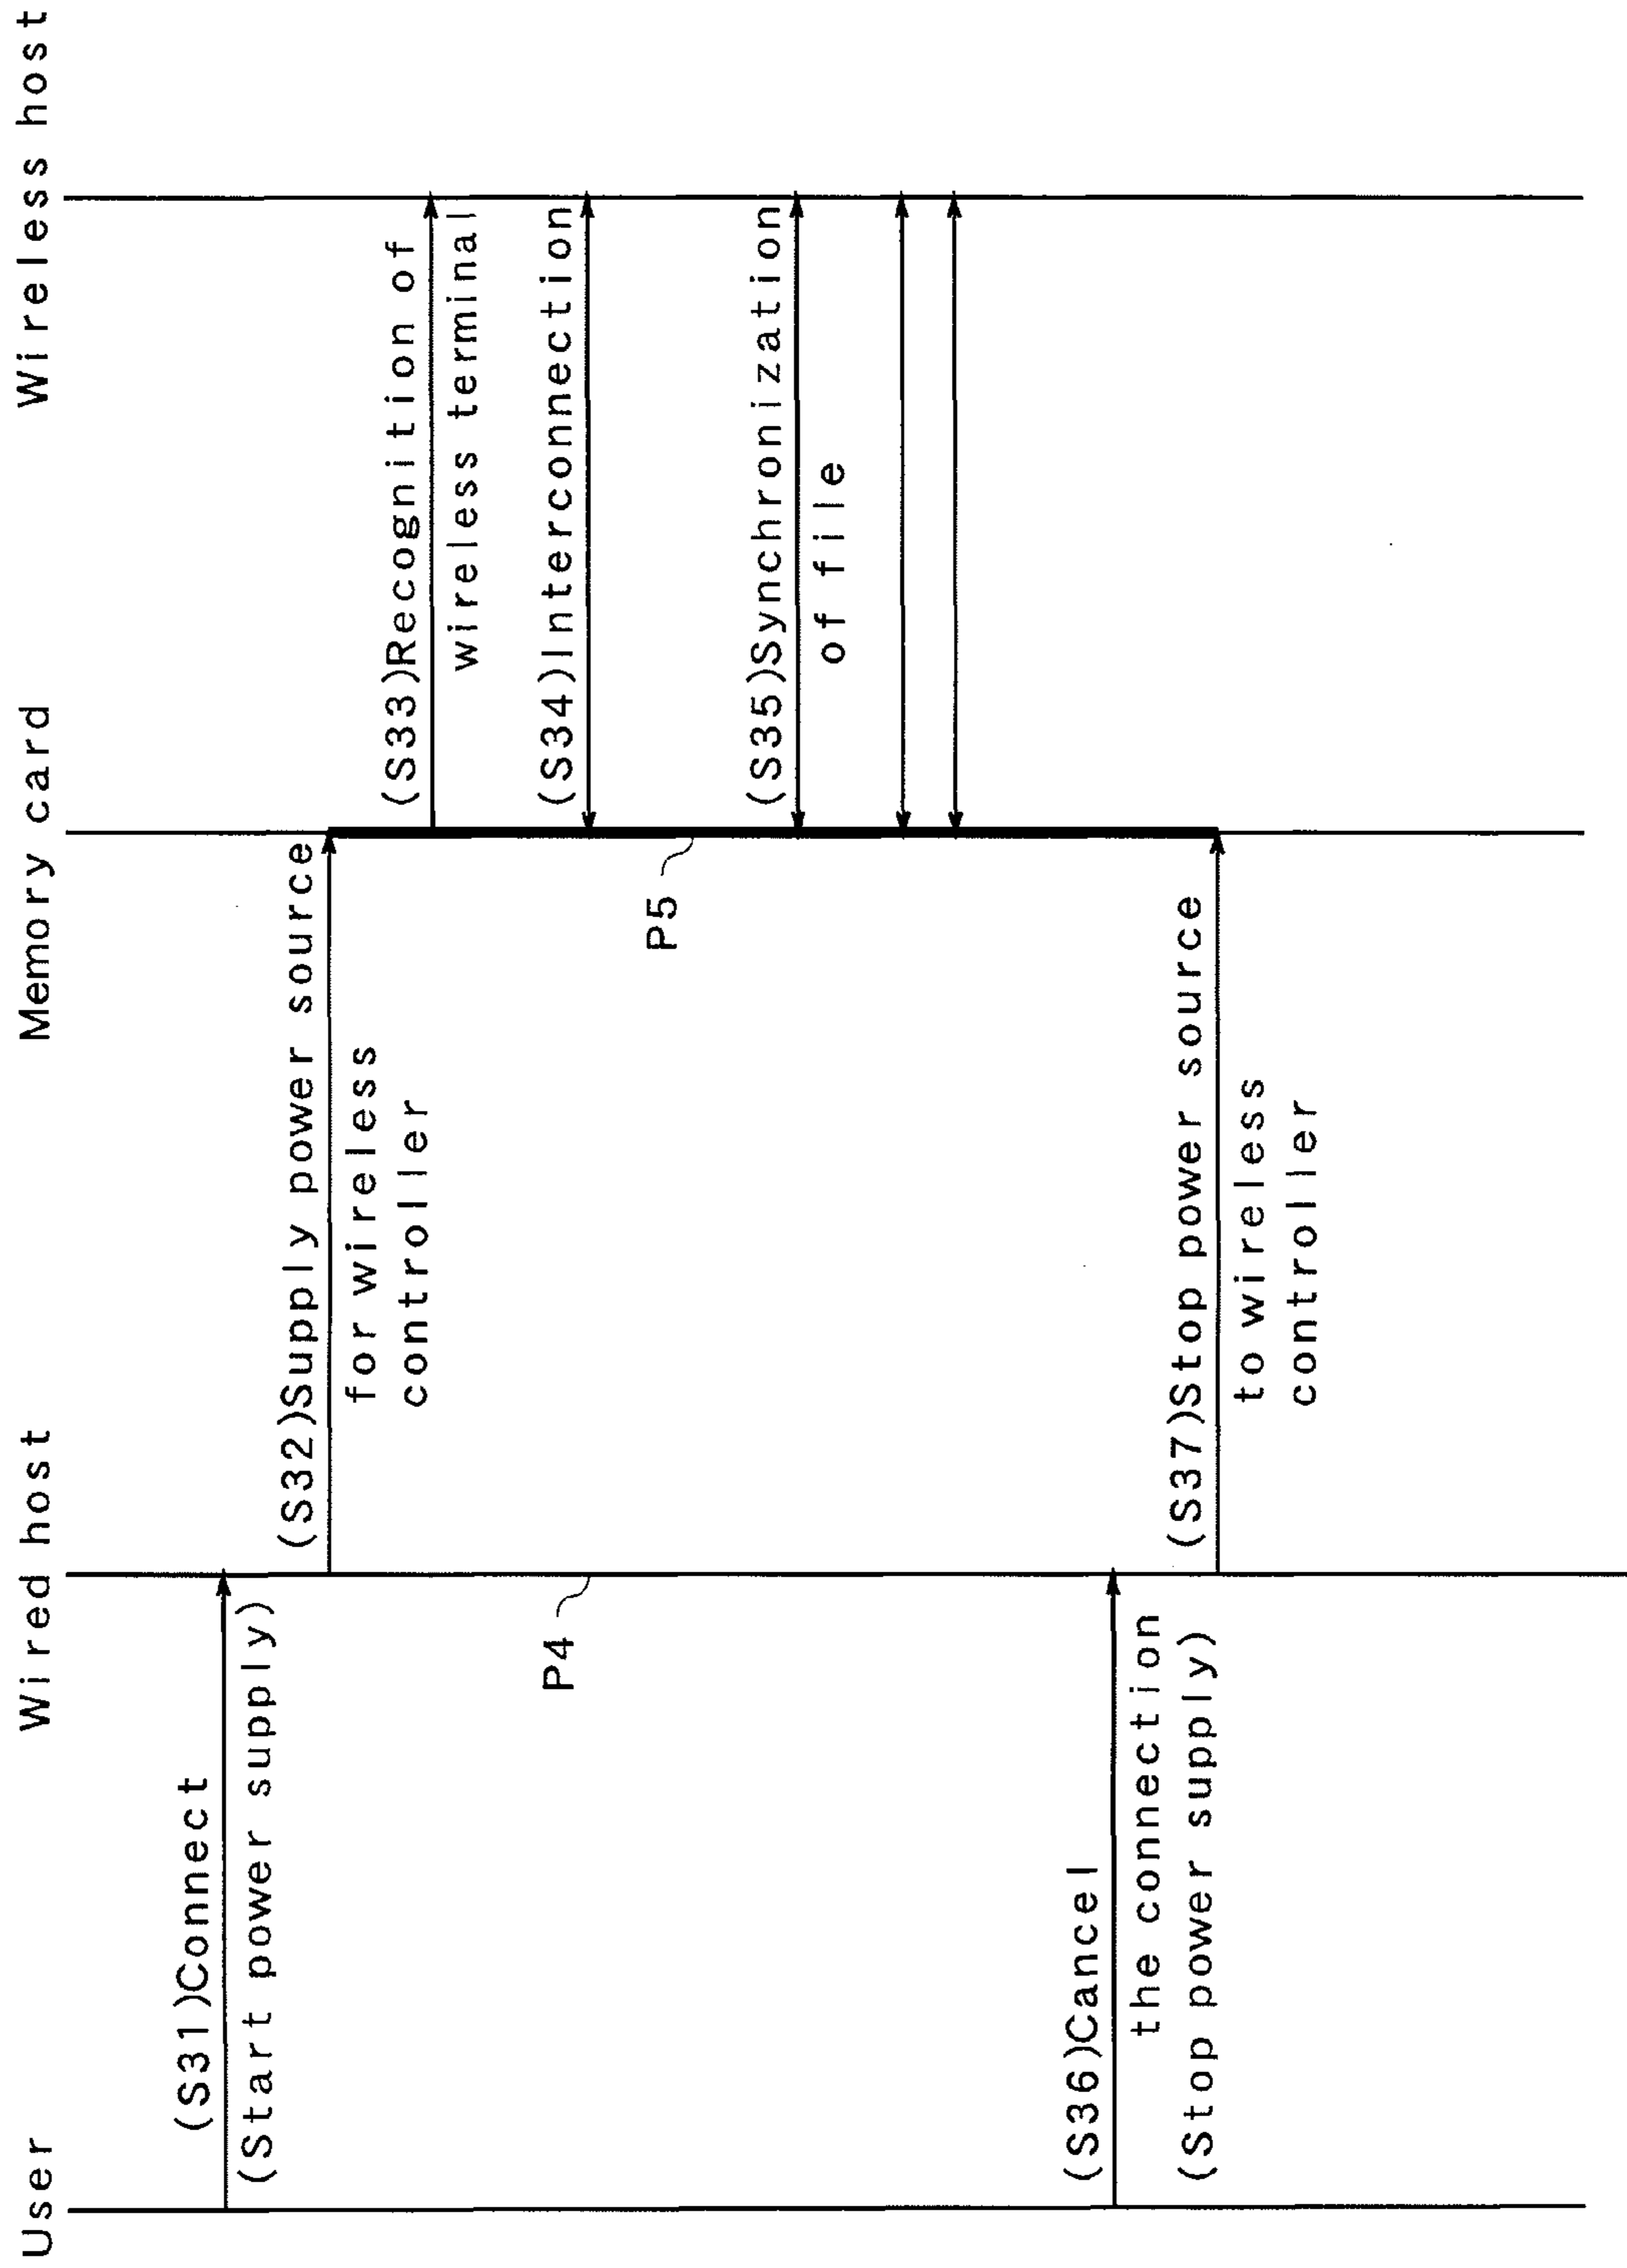 User
Wired host
Memory card
Wireless host
(S31)Connect
(Start power supply)
(S32)Supply power source
for wireless
controller
(S33)Recognition of
wireless terminal
(S34)Interconnection
P4
P5
(S35)Synchronization
of file
(S36)Cancel
the connection
(Stop power supply)
(S37)Stop power source
to wireless
controller